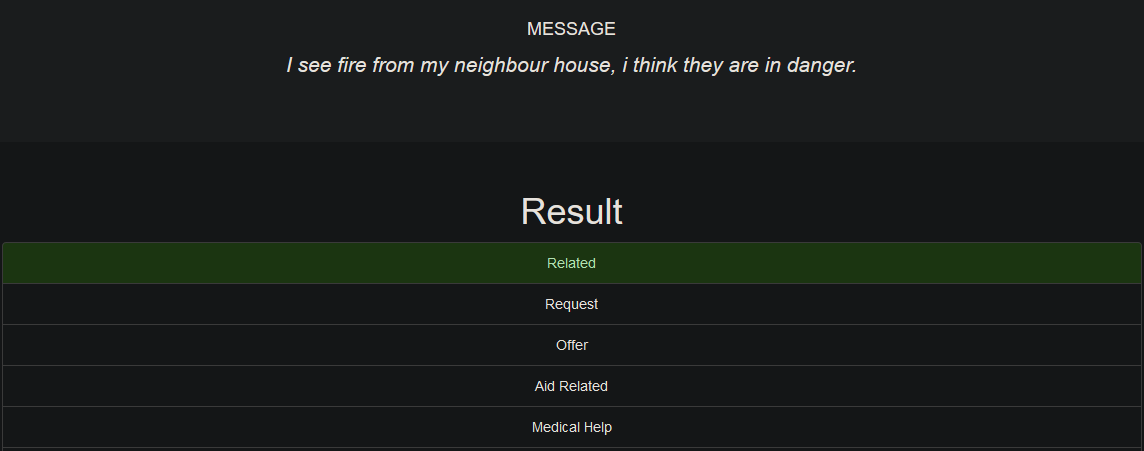 MESSAGE
I see fire from my neighbour house, i think they are in danger.
Result
Related
Request
Offer
Aid Related
Medical Help